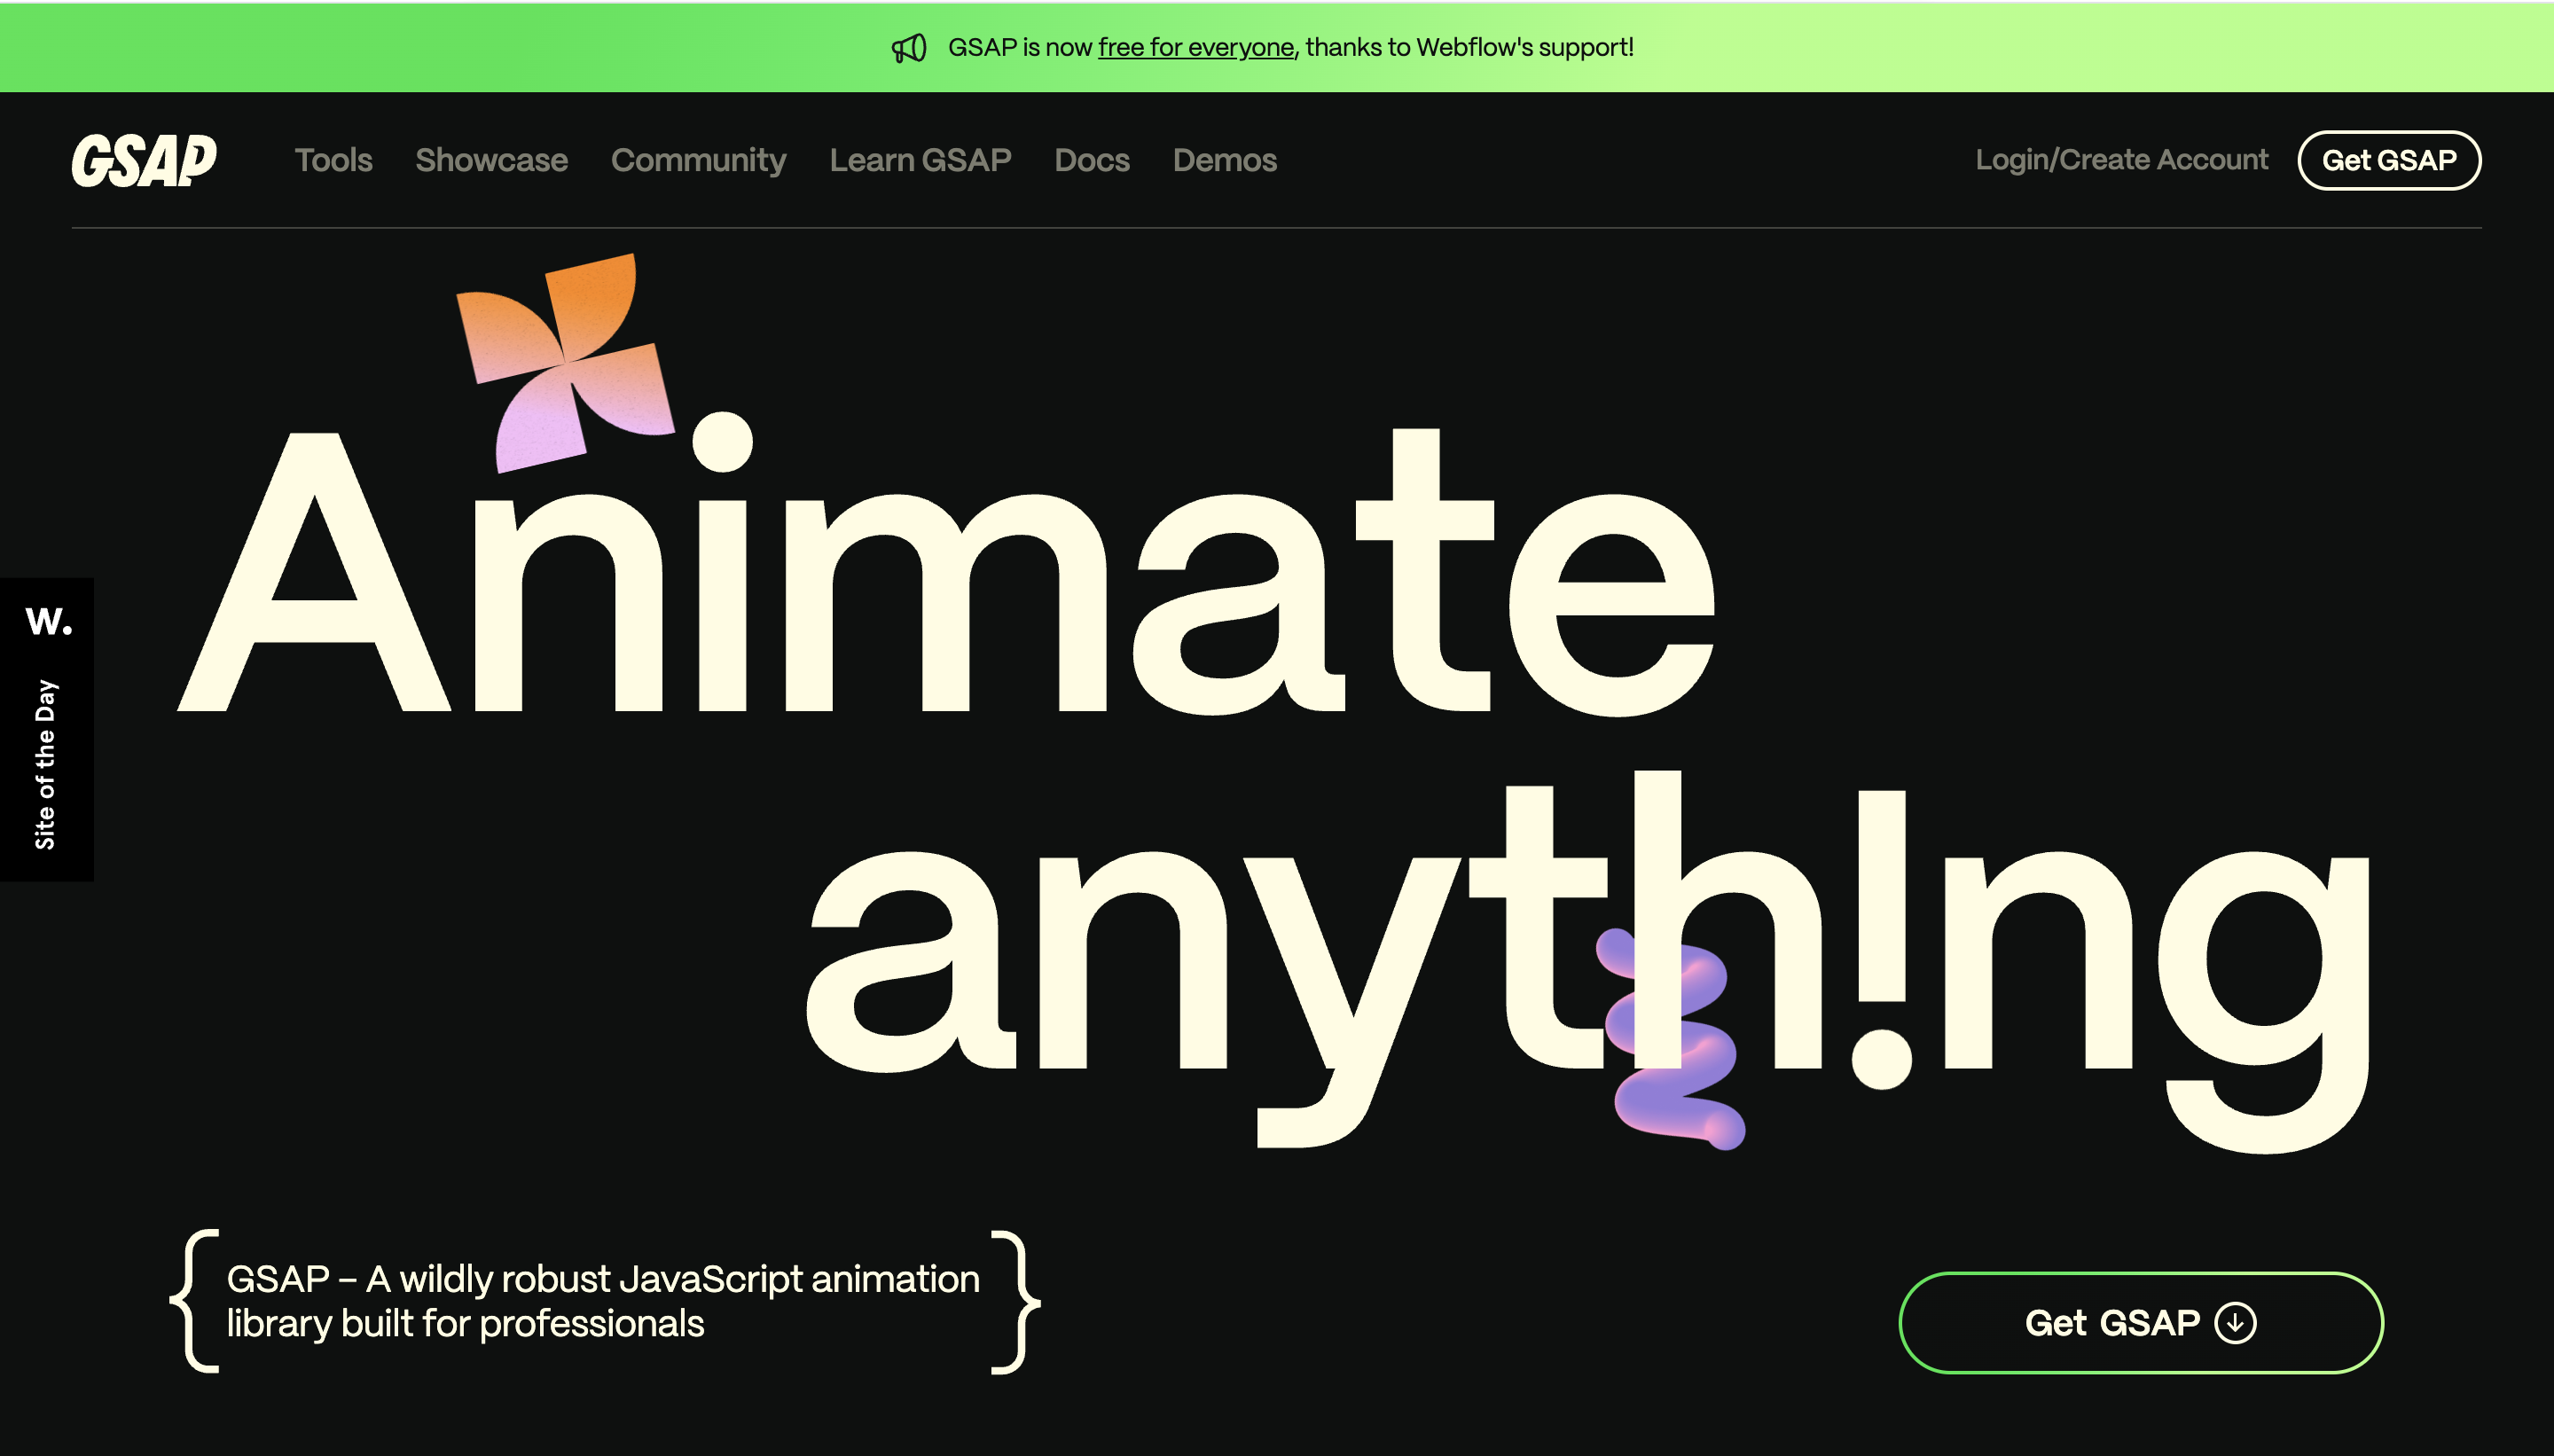 GSAP is now free for everyone, thanks to Webflow's support!
GSAP Tools Showcase Community Learn GSAP Docs Demos Login/Create Account Get GSAP
Animate
W.
Site of the Day
anyth!ng
{ GSAP – A wildly robust JavaScript animation
library built for professionals }
Get GSAP